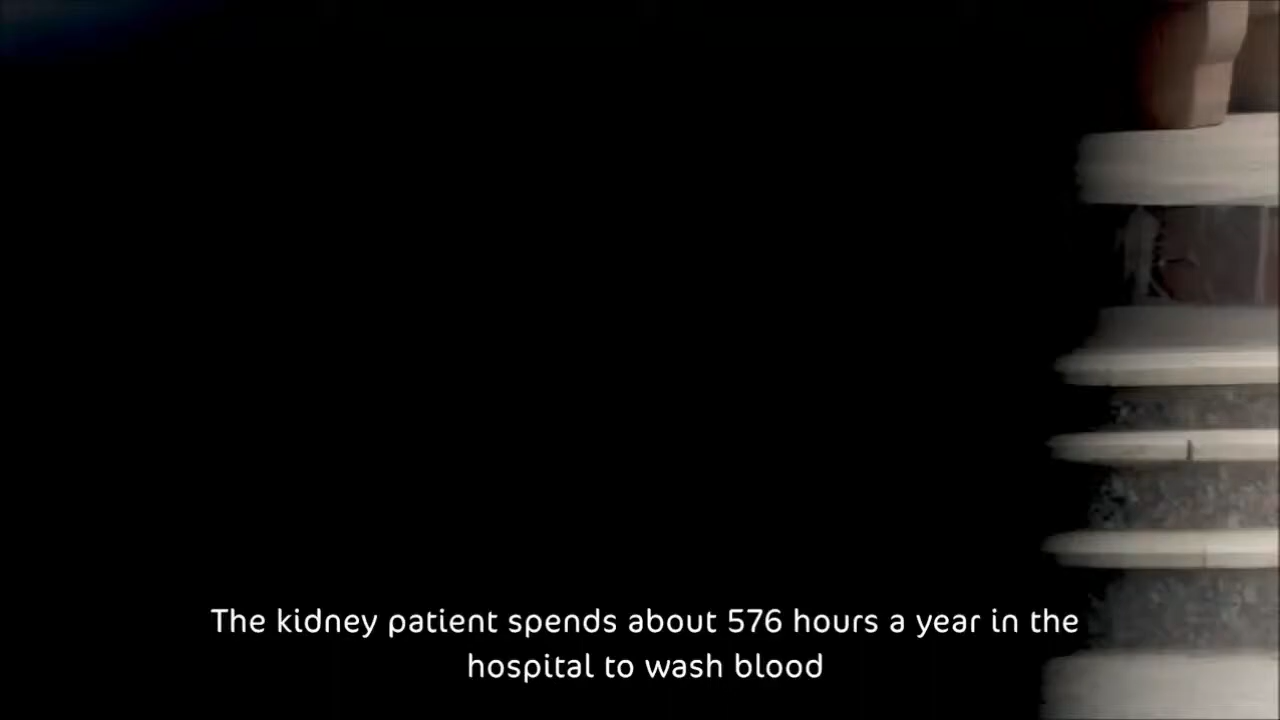 The kidney patient spends about 576 hours a year in the
hospital to wash blood